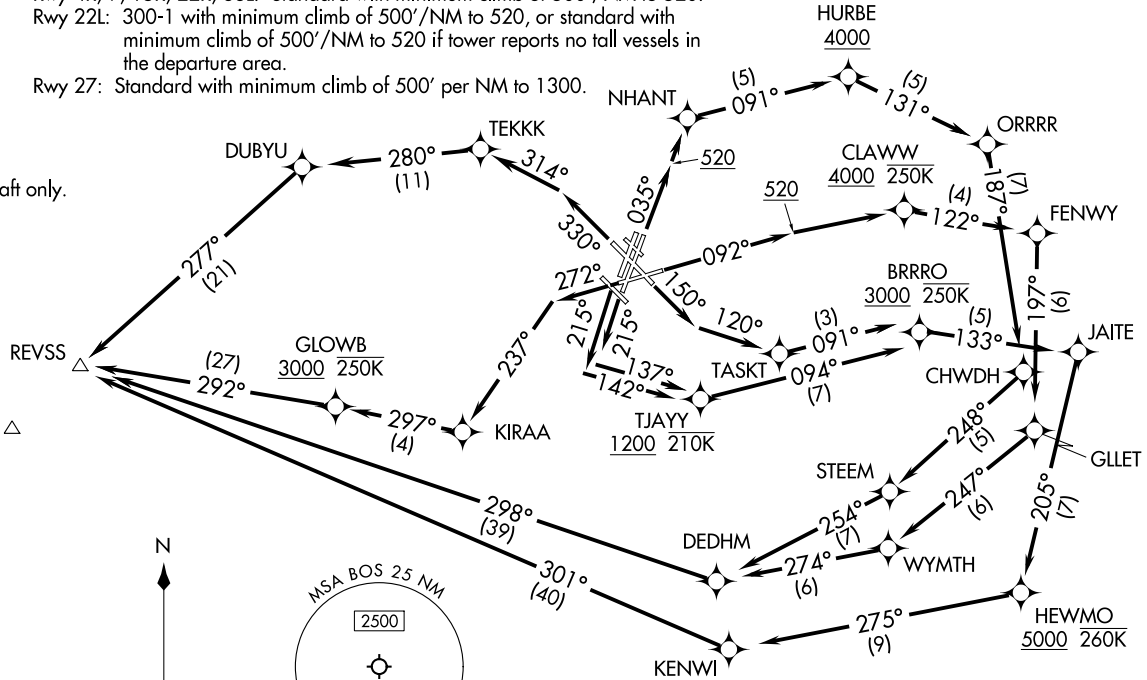 Rwy 22L: 300-1 with minimum climb of 500'/NM to 520, or standard with
minimum climb of 500'/NM to 520 if tower reports no tall vessels in
the departure area.
Rwy 27: Standard with minimum climb of 500' per NM to 1300.
aft only.
HURBE
4000
NHANT
(5)
091°
(5)
131°
ORRRR
TEKKK
DUBYU
280°
(11)
314°
330°
035°
520
CLAWW
4000 250K
520
(4)
122°
187°
(7)
FENWY
092°
277°
(21)
272°
150°
120°
BRRRO
3000 250K
(3)
091°
(5)
133°
197°
(6)
JAITE
REVSS
GLOWB
3000 250K
(27)
292°
237°
215°
215°
137°
142°
TASKT
094°
(7)
CHWDH
297°
(4)
KIRAA
TJAYY
1200 210K
248°
(5)
GLLET
STEEM
247°
(6)
205°
(7)
298°
(39)
254°
(7)
DEDHM
274°
(6)
WYMTH
N
MSA BOS 25 NM
2500
301°
(40)
275°
(9)
HEWMO
5000 260K
KENWI